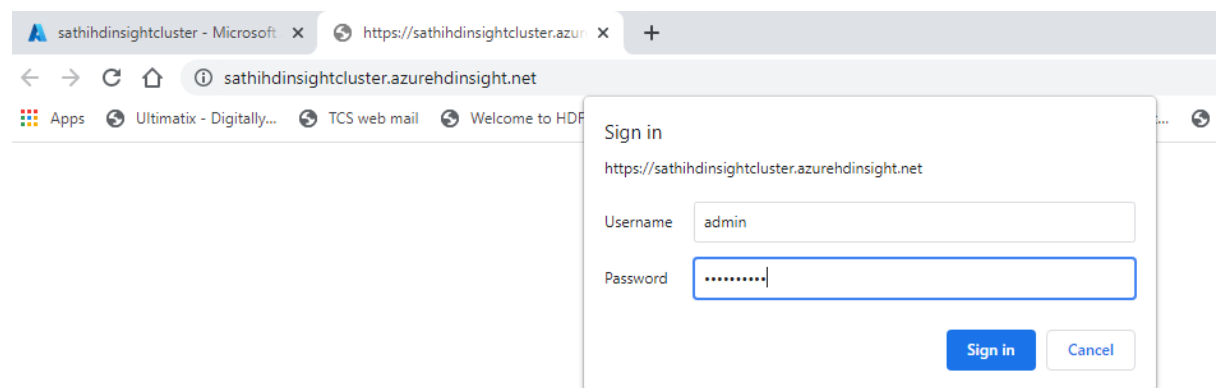 sathihdinsightcluster - Microsoft
https://sathihdinsightcluster.azun
sathihdinsightcluster.azurehdinsight.net
Apps Ultimatix - Digitally... TCS web mail Welcome to HDF ...
Sign in
https://sathihdinsightcluster.azurehdinsight.net
Username admin
Password ••••••••••
Sign in Cancel